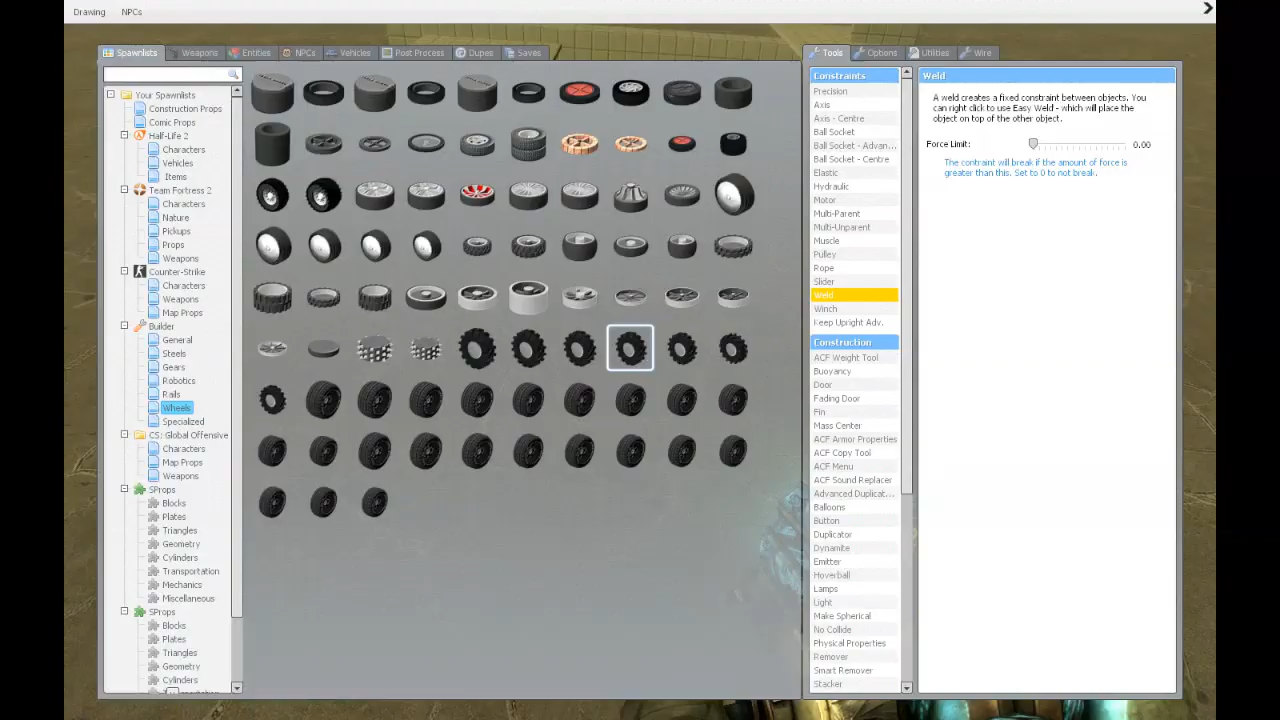 Drawing NPCs
Spawnlists Weapons Entities NPCs Vehicles Post Process Dupes Saves
Your Spawnlists
Construction Props
Comic Props
Half-Life 2
Characters
Vehicles
Items
Team Fortress 2
Characters
Nature
Pickups
Props
Weapons
Counter-Strike
Characters
Weapons
Map Props
Builder
General
Steels
Gears
Robotics
Rails
Wheels
Specialized
CS: Global Offensive
Characters
Map Props
Weapons
SProps
Blocks
Plates
Triangles
Geometry
Cylinders
Transportation
Mechanics
Miscellaneous
SProps
Blocks
Plates
Triangles
Geometry
Cylinders
Tools Options Utilities Wire
Constraints
Precision
Axis
Axis - Centre
Ball Socket
Ball Socket - Advan...
Ball Socket - Centre
Elastic
Hydraulic
Motor
Multi-Parent
Multi-Unparent
Muscle
Pulley
Rope
Slider
Weld
Winch
Keep Upright Adv.
Construction
ACF Weight Tool
Buoyancy
Door
Fading Door
Fin
Mass Center
ACF Armor Properties
ACF Copy Tool
ACF Menu
ACF Sound Replacer
Advanced Duplicat...
Balloons
Button
Duplicator
Dynamite
Emitter
Hoverball
Lamps
Light
Make Spherical
No Collide
Physical Properties
Remover
Smart Remover
Stacker
Weld
A weld creates a fixed constraint between objects. You
can right click to use Easy Weld - which will place the
object on top of the other object.
Force Limit: 0.00
The contraint will break if the amount of force is
greater than this. Set to 0 to not break.